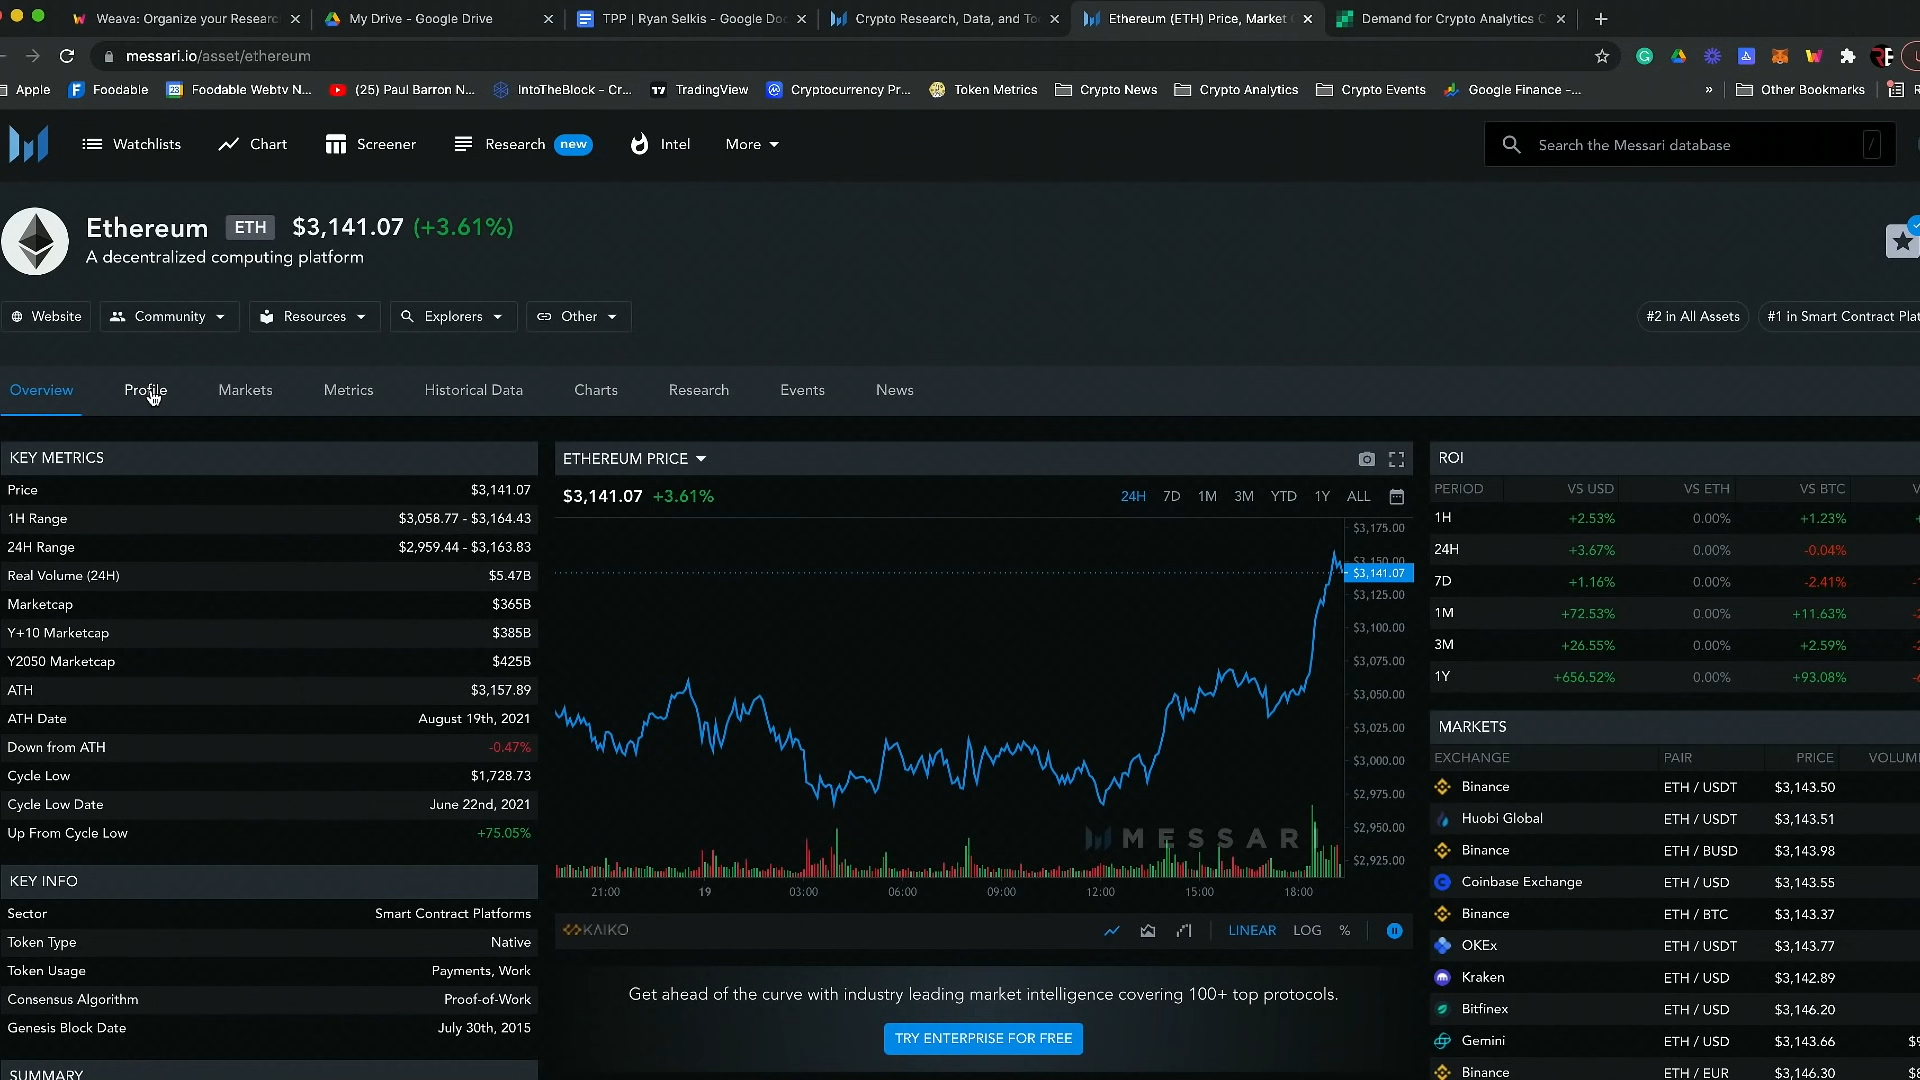 Weava: Organize your Researc
My Drive - Google Drive
TPP | Ryan Selkis - Google Do
Crypto Research, Data, and To
Ethereum (ETH) Price, Market
Demand for Crypto Analytics
messari.io/asset/ethereum
Apple
Foodable
Foodable Webtv N...
(25) Paul Barron N...
IntoTheBlock - Cr...
TradingView
Cryptocurrency Pr...
Token Metrics
Crypto News
Crypto Analytics
Crypto Events
Google Finance -...
»
Other Bookmarks
Watchlists
Chart
Screener
Research new
Intel
More
Search the Messari database /
Ethereum ETH $3,141.07 (+3.61%)
A decentralized computing platform
Website
Community
Resources
Explorers
Other
#2 in All Assets
#1 in Smart Contract Plat
Overview
Profile
Markets
Metrics
Historical Data
Charts
Research
Events
News
KEY METRICS
Price $3,141.07
1H Range $3,058.77 - $3,164.43
24H Range $2,959.44 - $3,163.83
Real Volume (24H) $5.47B
Marketcap $365B
Y+10 Marketcap $385B
Y2050 Marketcap $425B
ATH $3,157.89
ATH Date August 19th, 2021
Down from ATH -0.47%
Cycle Low $1,728.73
Cycle Low Date June 22nd, 2021
Up From Cycle Low +75.05%
KEY INFO
Sector Smart Contract Platforms
Token Type Native
Token Usage Payments, Work
Consensus Algorithm Proof-of-Work
Genesis Block Date July 30th, 2015
SUMMARY
ETHEREUM PRICE
$3,141.07 +3.61%
24H 7D 1M 3M YTD 1Y ALL
$3,175.00
$3,150.00
$3,141.07
$3,125.00
$3,100.00
$3,075.00
$3,050.00
$3,025.00
$3,000.00
$2,975.00
$2,950.00
$2,925.00
MESSAR
21:00 19 03:00 06:00 09:00 12:00 15:00 18:00
KAIKO
LINEAR LOG %
Get ahead of the curve with industry leading market intelligence covering 100+ top protocols.
TRY ENTERPRISE FOR FREE
ROI
PERIOD VS USD VS ETH VS BTC
1H +2.53% 0.00% +1.23%
24H +3.67% 0.00% -0.04%
7D +1.16% 0.00% -2.41%
1M +72.53% 0.00% +11.63%
3M +26.55% 0.00% +2.59%
1Y +656.52% 0.00% +93.08%
MARKETS
EXCHANGE PAIR PRICE VOLUM
Binance ETH / USDT $3,143.50
Huobi Global ETH / USDT $3,143.51
Binance ETH / BUSD $3,143.98
Coinbase Exchange ETH / USD $3,143.55
Binance ETH / BTC $3,143.37
OKEx ETH / USDT $3,143.77
Kraken ETH / USD $3,142.89
Bitfinex ETH / USD $3,146.20
Gemini ETH / USD $3,143.66
Binance ETH / EUR $3,146.30